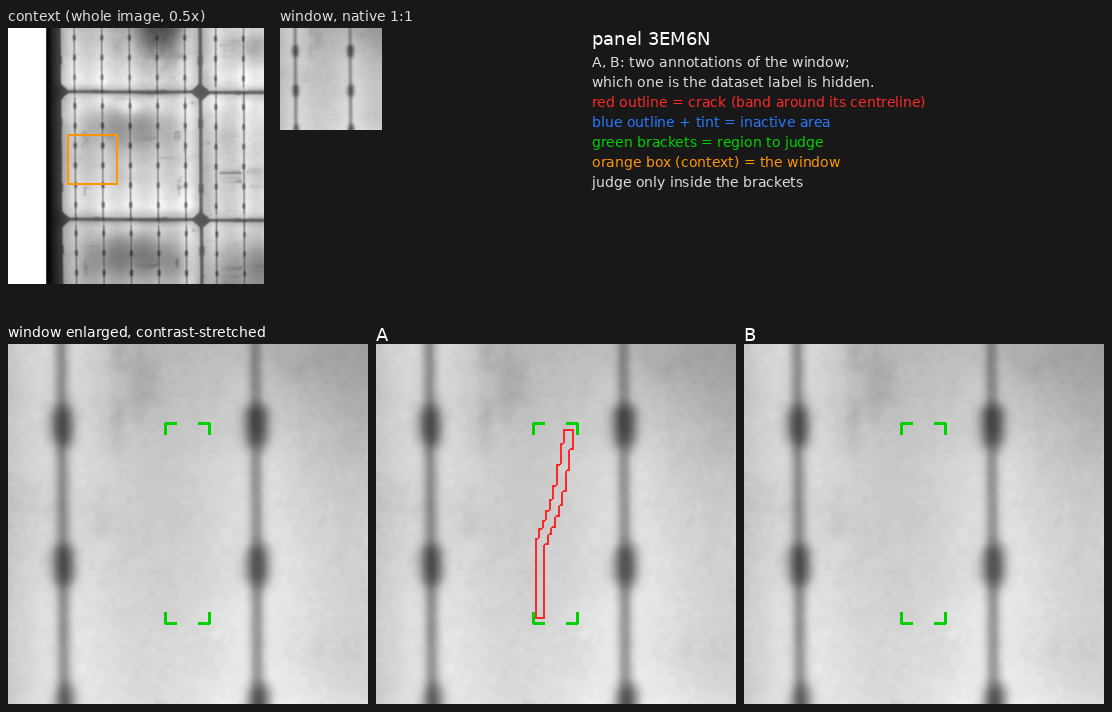 context (whole image, 0.5x)
window, native 1:1
panel 3EM6N
A, B: two annotations of the window;
which one is the dataset label is hidden.
red outline = crack (band around its centreline)
blue outline + tint = inactive area
green brackets = region to judge
orange box (context) = the window
judge only inside the brackets
window enlarged, contrast-stretched
A
B